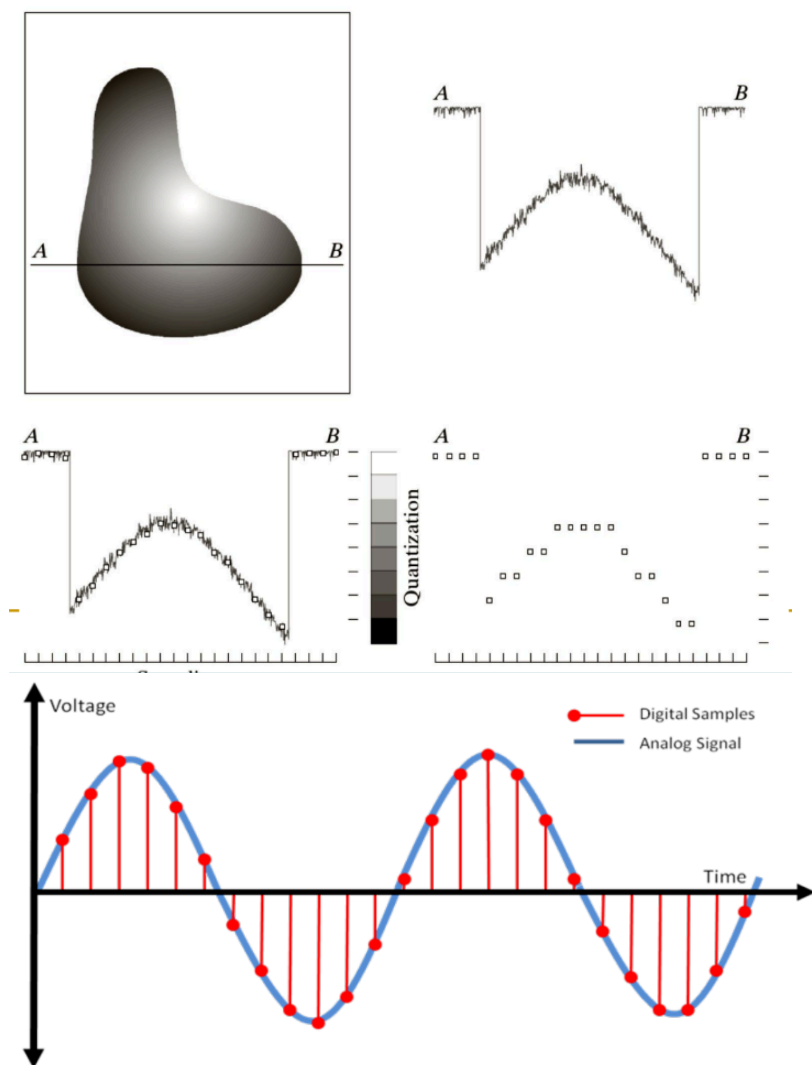 A B
A B
A B
Quantization
A B
Voltage
Digital Samples
Analog Signal
Time